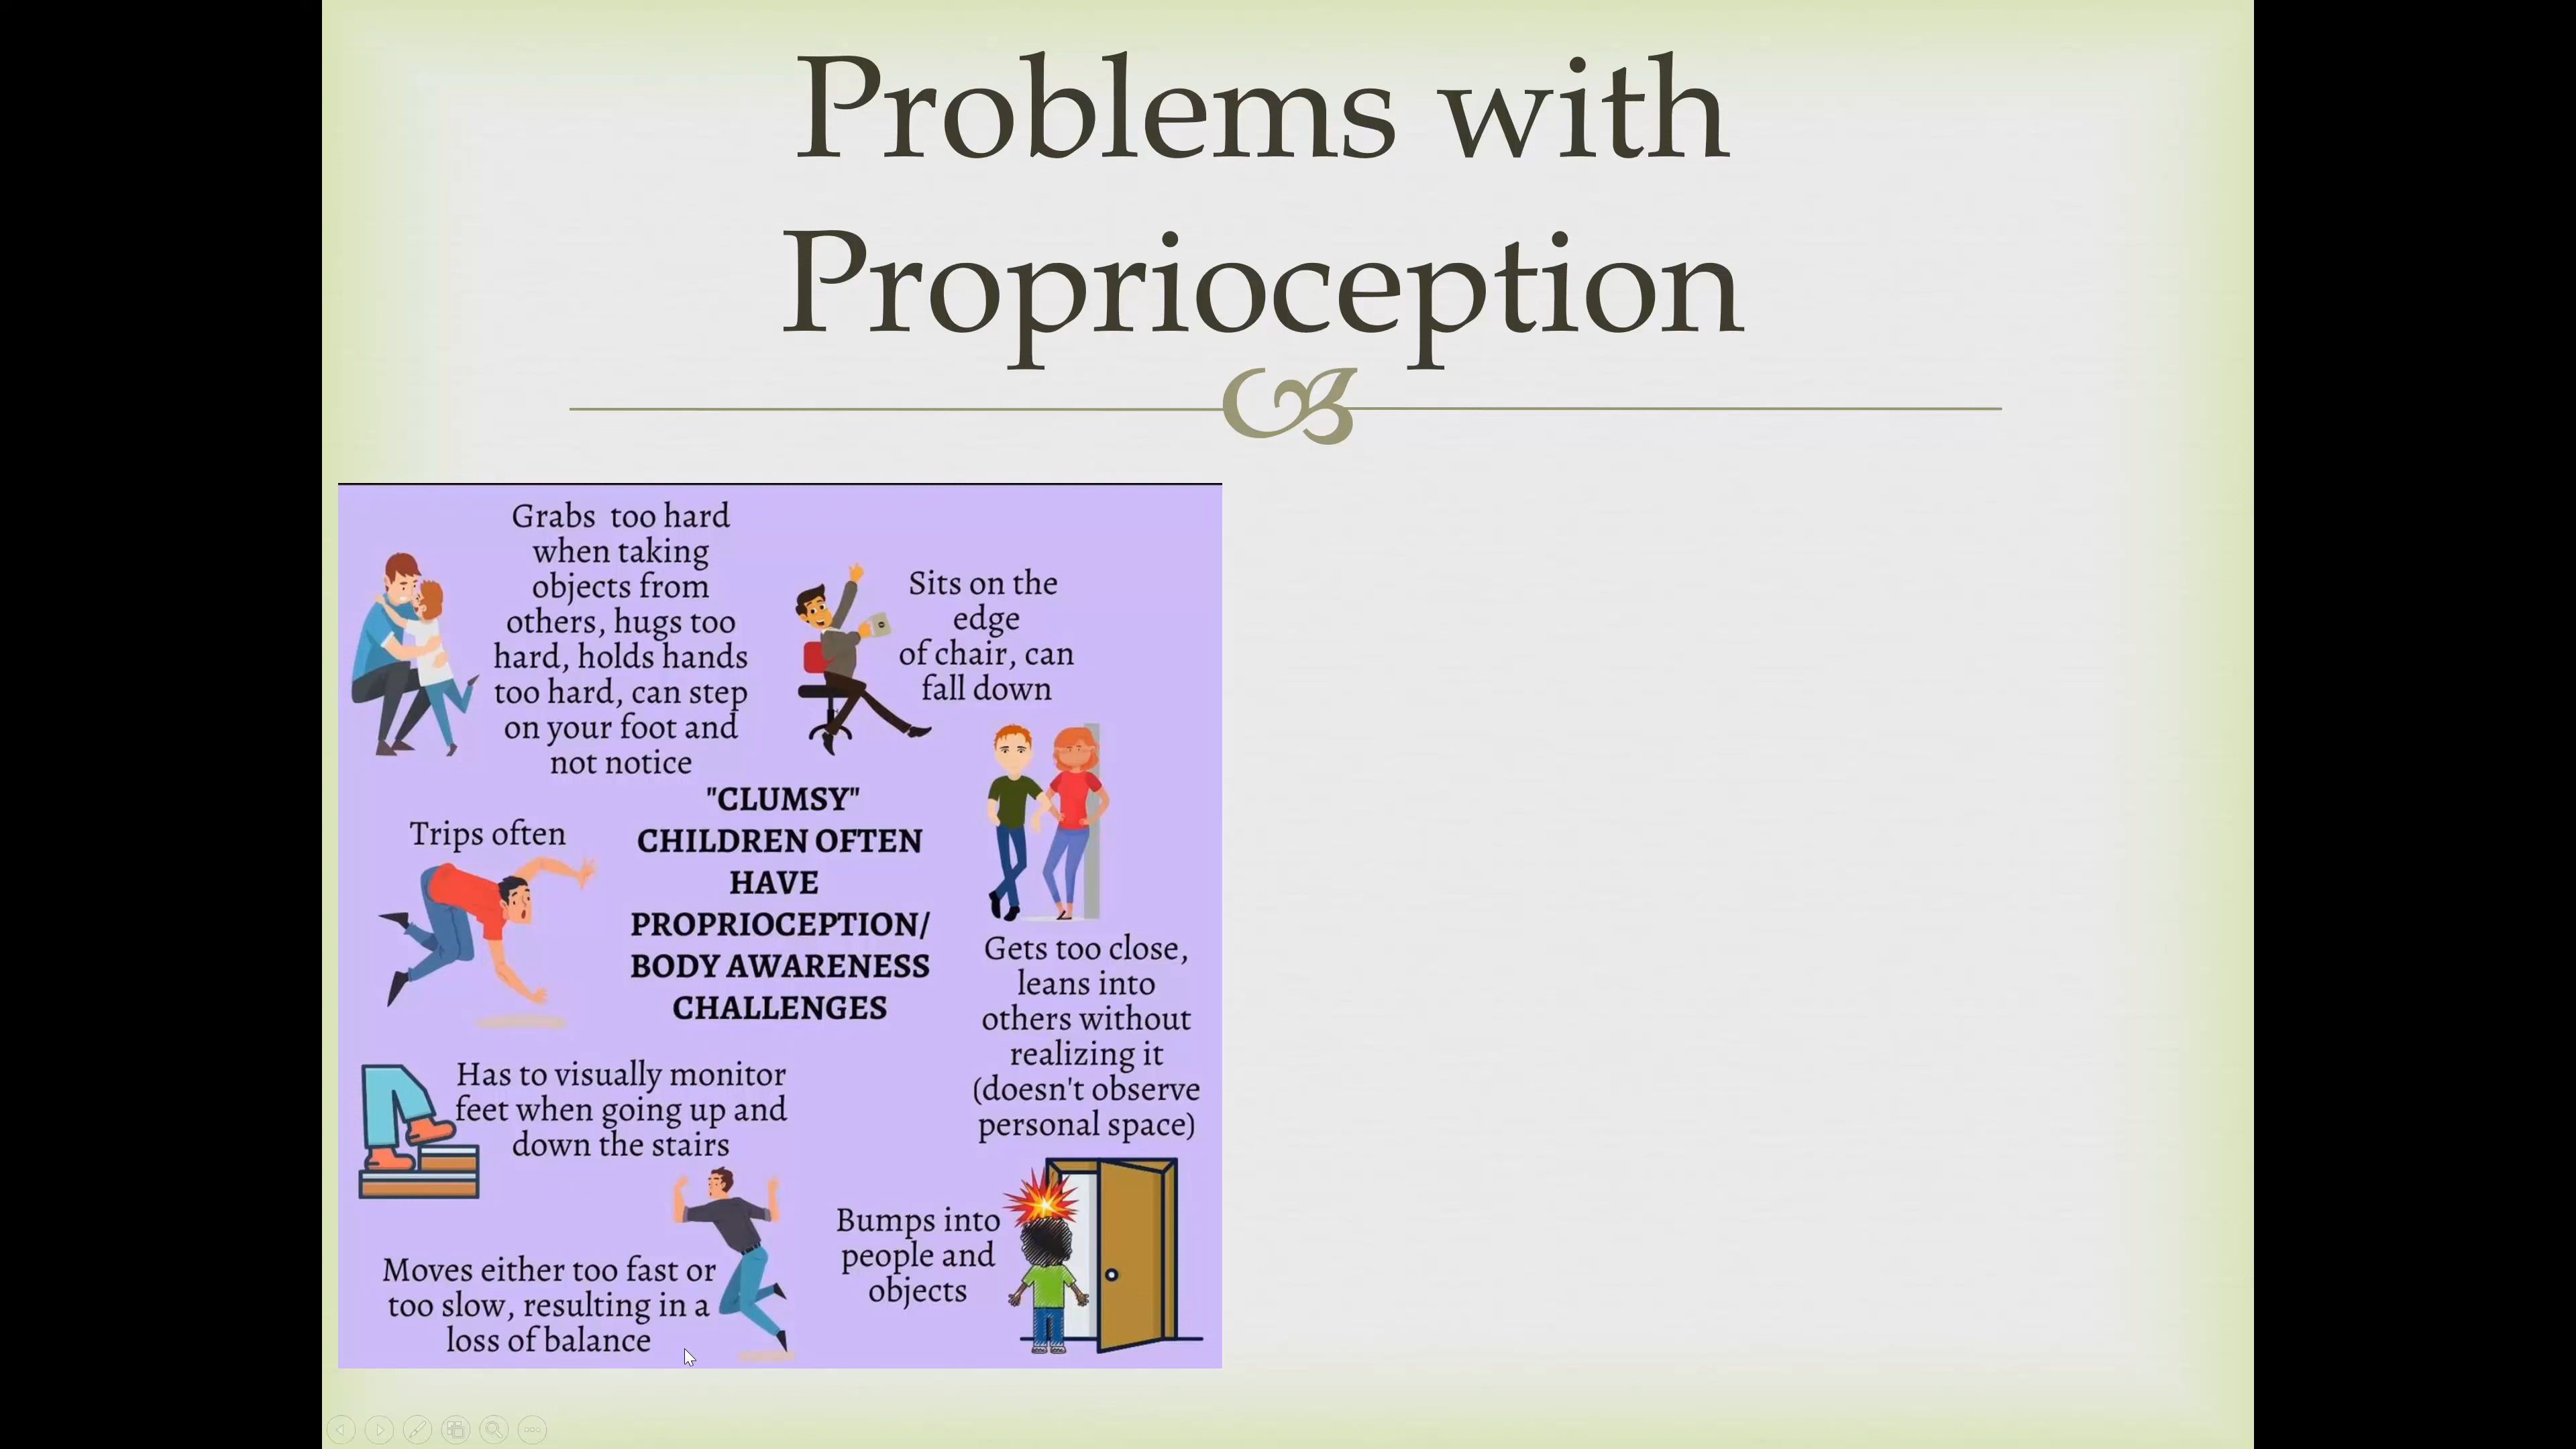 Problems with
Proprioception
Grabs too hard
when taking
objects from
others, hugs too
hard, holds hands
too hard, can step
on your foot and
not notice
Sits on the
edge
of chair, can
fall down
"CLUMSY"
CHILDREN OFTEN
HAVE
PROPRIOCEPTION/
BODY AWARENESS
CHALLENGES
Trips often
Gets too close,
leans into
others without
realizing it
(doesn't observe
personal space)
Has to visually monitor
feet when going up and
down the stairs
Moves either too fast or
too slow, resulting in a
loss of balance
Bumps into
people and
objects